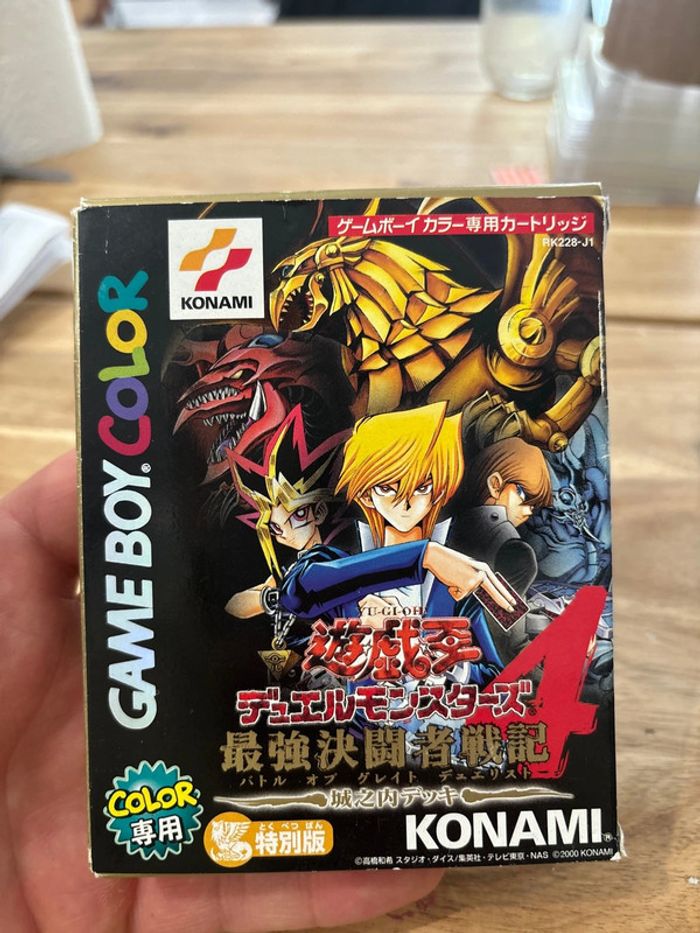 ゲームボーイカラー専用カートリッジ
RK228-J1
KONAMI
GAME BOY® COLOR
YU-GI-OH
遊戯王
デュエルモンスターズ4
最強決闘者戦記
バトル オブ グレイト デュエリスト
城之内デッキ
COLOR
専用
とく べつ ばん
特別版
KONAMI®
©高橋和希 スタジオ・ダイス/集英社・テレビ東京・NAS ©2000 KONAMI